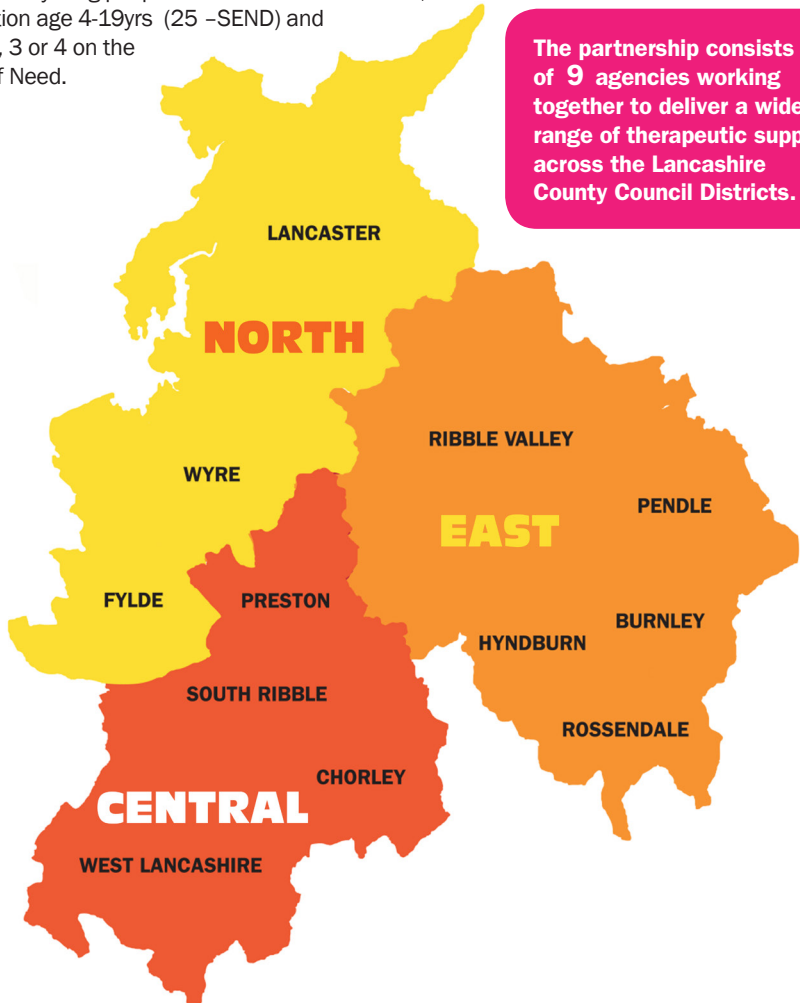 tion age 4-19yrs (25 –SEND) and
, 3 or 4 on the
f Need.
The partnership consists
of 9 agencies working
together to deliver a wide
range of therapeutic supp
across the Lancashire
County Council Districts.
LANCASTER
NORTH
RIBBLE VALLEY
WYRE
PENDLE
EAST
FYLDE
PRESTON
BURNLEY
HYNDBURN
SOUTH RIBBLE
ROSSENDALE
CHORLEY
CENTRAL
WEST LANCASHIRE